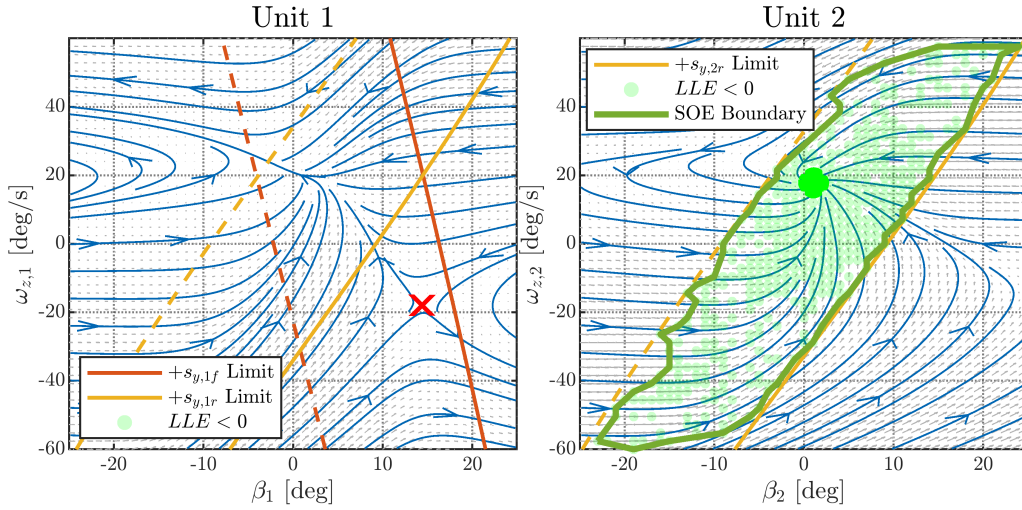 Unit 1
Unit 2
40
20
0
-20
-40
-60
ω_{z,1} [deg/s]
-20
-10
0
10
20
β_1 [deg]
+s_{y,1f} Limit
+s_{y,1r} Limit
LLE < 0
40
20
0
-20
-40
-60
ω_{z,2} [deg/s]
-20
-10
0
10
20
β_2 [deg]
+s_{y,2r} Limit
LLE < 0
SOE Boundary